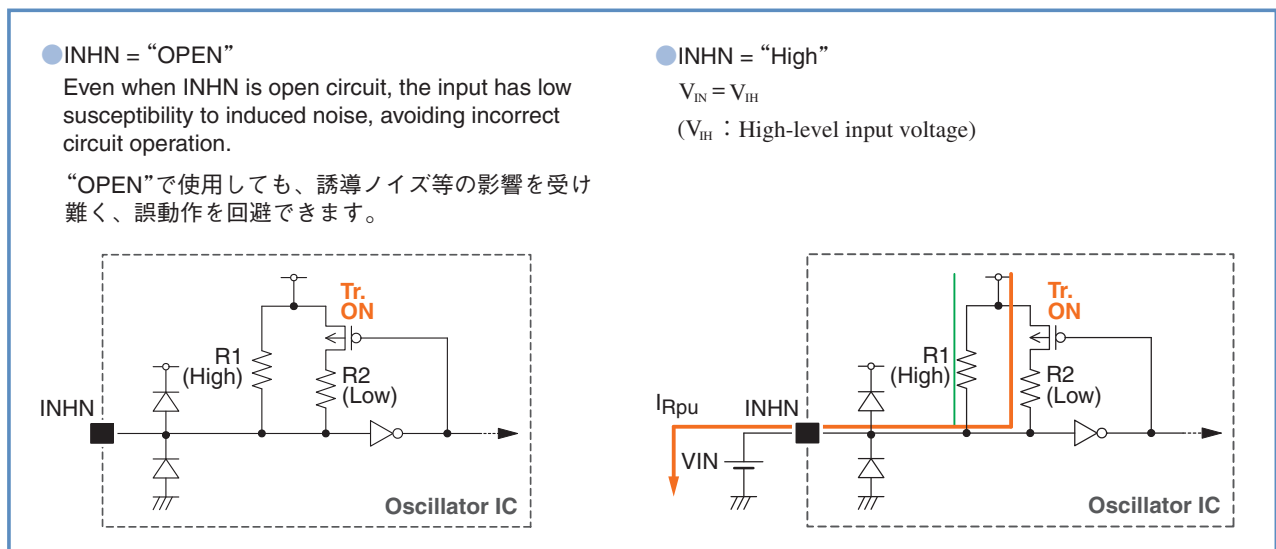 INHN = “OPEN”
Even when INHN is open circuit, the input has low
susceptibility to induced noise, avoiding incorrect
circuit operation.
“OPEN”で使用しても、誘導ノイズ等の影響を受け
難く、誤動作を回避できます。
Tr.
ON
R1
(High)
R2
(Low)
INHN
Oscillator IC
INHN = “High”
VIN = VIH
(VIH : High-level input voltage)
Tr.
ON
R1
(High)
R2
(Low)
IRpu
INHN
VIN
Oscillator IC